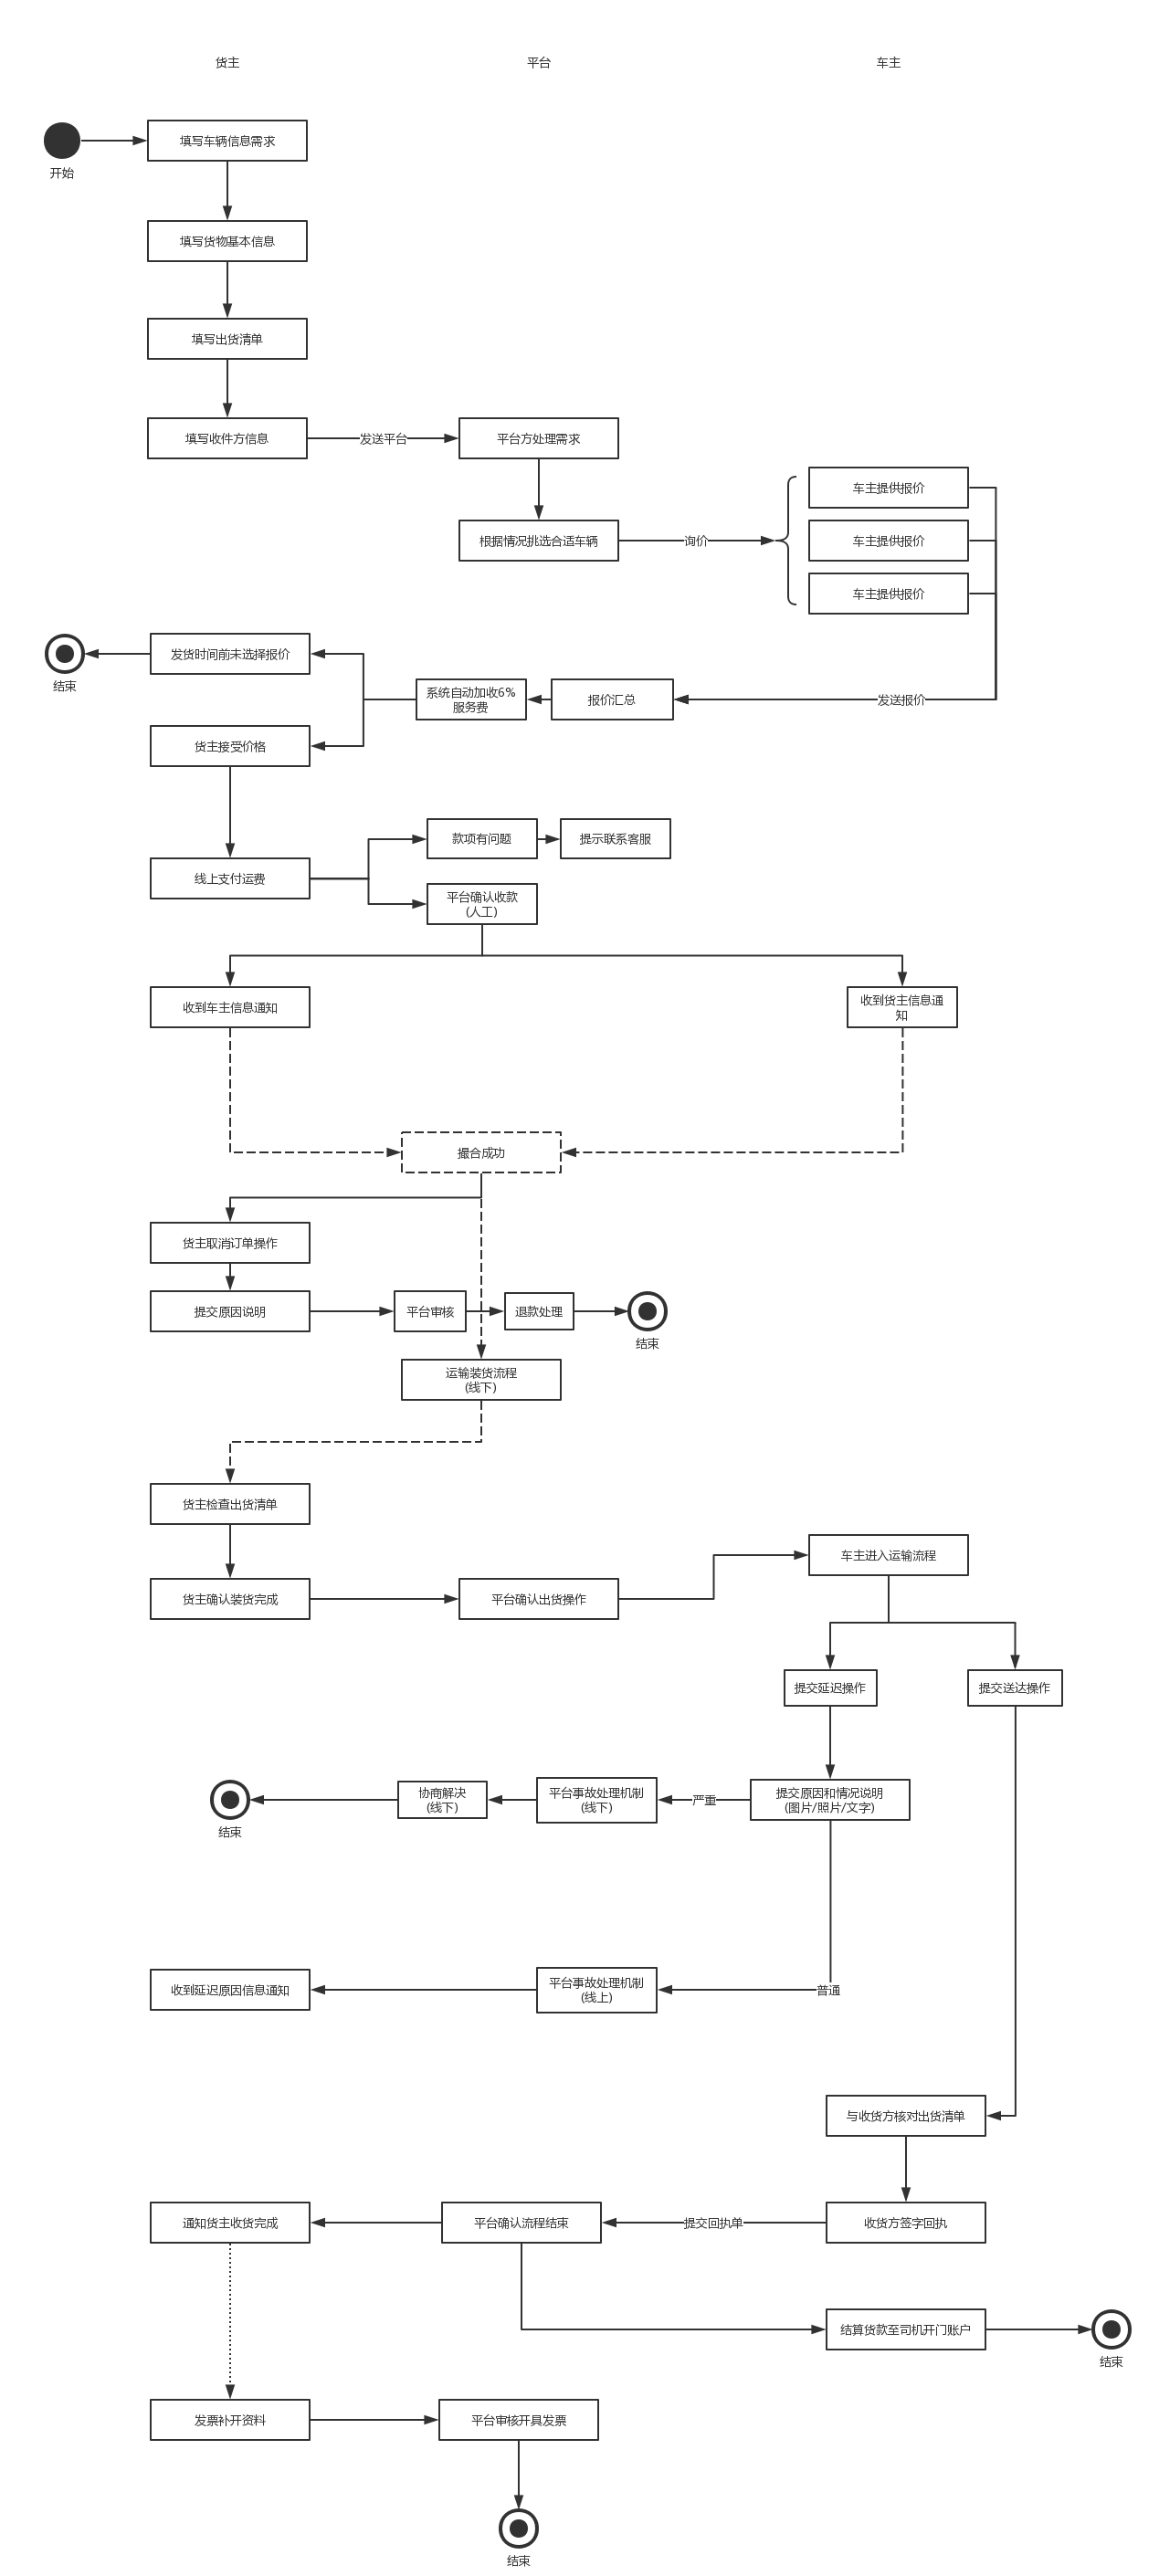 货主
平台
车主
填写车辆信息需求
开始
填写货物基本信息
填写出货清单
填写收件方信息
发送平台
平台方处理需求
车主提供报价
根据情况挑选合适车辆
询价
车主提供报价
车主提供报价
发货时间前未选择报价
结束
系统自动加收6%
服务费
报价汇总
发送报价
货主接受价格
款项有问题
提示联系客服
线上支付运费
平台确认收款
(人工)
收到车主信息通知
收到货主信息通
知
撮合成功
货主取消订单操作
提交原因说明
平台审核
退款处理
结束
运输装货流程
(线下)
货主检查出货清单
车主进入运输流程
货主确认装货完成
平台确认出货操作
提交延迟操作
提交送达操作
协商解决
(线下)
平台事故处理机制
(线下)
严重
提交原因和情况说明
(图片/照片/文字)
结束
收到延迟原因信息通知
平台事故处理机制
(线上)
普通
与收货方核对出货清单
通知货主收货完成
平台确认流程结束
提交回执单
收货方签字回执
结算货款至司机开门账户
结束
发票补开资料
平台审核开具发票
结束